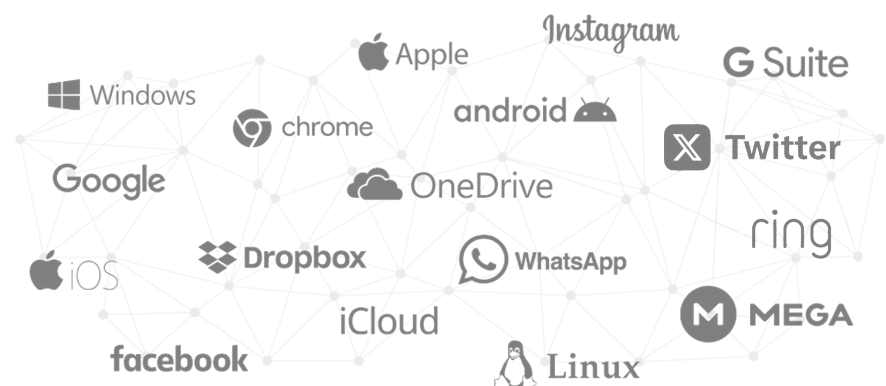 Instagram
Apple
G Suite
Windows
android
chrome
X Twitter
Google
OneDrive
ring
Dropbox
WhatsApp
iOS
M MEGA
iCloud
facebook
Linux